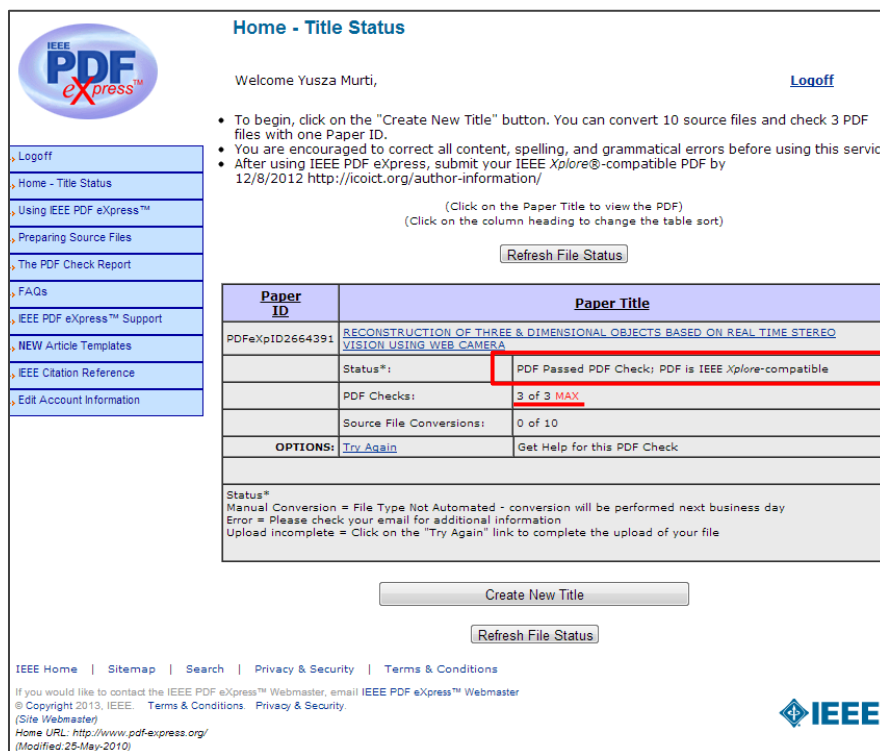 IEEE
PDF
eXpress™
Home - Title Status
Welcome Yusza Murti,
Logoff
• To begin, click on the "Create New Title" button. You can convert 10 source files and check 3 PDF
files with one Paper ID.
• You are encouraged to correct all content, spelling, and grammatical errors before using this servic
• After using IEEE PDF eXpress, submit your IEEE Xplore®-compatible PDF by
12/8/2012 http://icoict.org/author-information/
(Click on the Paper Title to view the PDF)
(Click on the column heading to change the table sort)
Refresh File Status
Logoff
Home - Title Status
Using IEEE PDF eXpress™
Preparing Source Files
The PDF Check Report
FAQs
IEEE PDF eXpress™ Support
NEW Article Templates
IEEE Citation Reference
Edit Account Information
Paper ID
Paper Title
PDFeXpID2664391
RECONSTRUCTION OF THREE & DIMENSIONAL OBJECTS BASED ON REAL TIME STEREO
VISION USING WEB CAMERA
Status*: PDF Passed PDF Check; PDF is IEEE Xplore-compatible
PDF Checks: 3 of 3 MAX
Source File Conversions: 0 of 10
OPTIONS: Try Again Get Help for this PDF Check
Status*
Manual Conversion = File Type Not Automated - conversion will be performed next business day
Error = Please check your email for additional information
Upload incomplete = Click on the "Try Again" link to complete the upload of your file
Create New Title
Refresh File Status
IEEE Home | Sitemap | Search | Privacy & Security | Terms & Conditions
If you would like to contact the IEEE PDF eXpress™ Webmaster, email IEEE PDF eXpress™ Webmaster
© Copyright 2013, IEEE. Terms & Conditions. Privacy & Security.
(Site Webmaster)
Home URL: http://www.pdf-express.org/
(Modified:25-May-2010)
IEEE